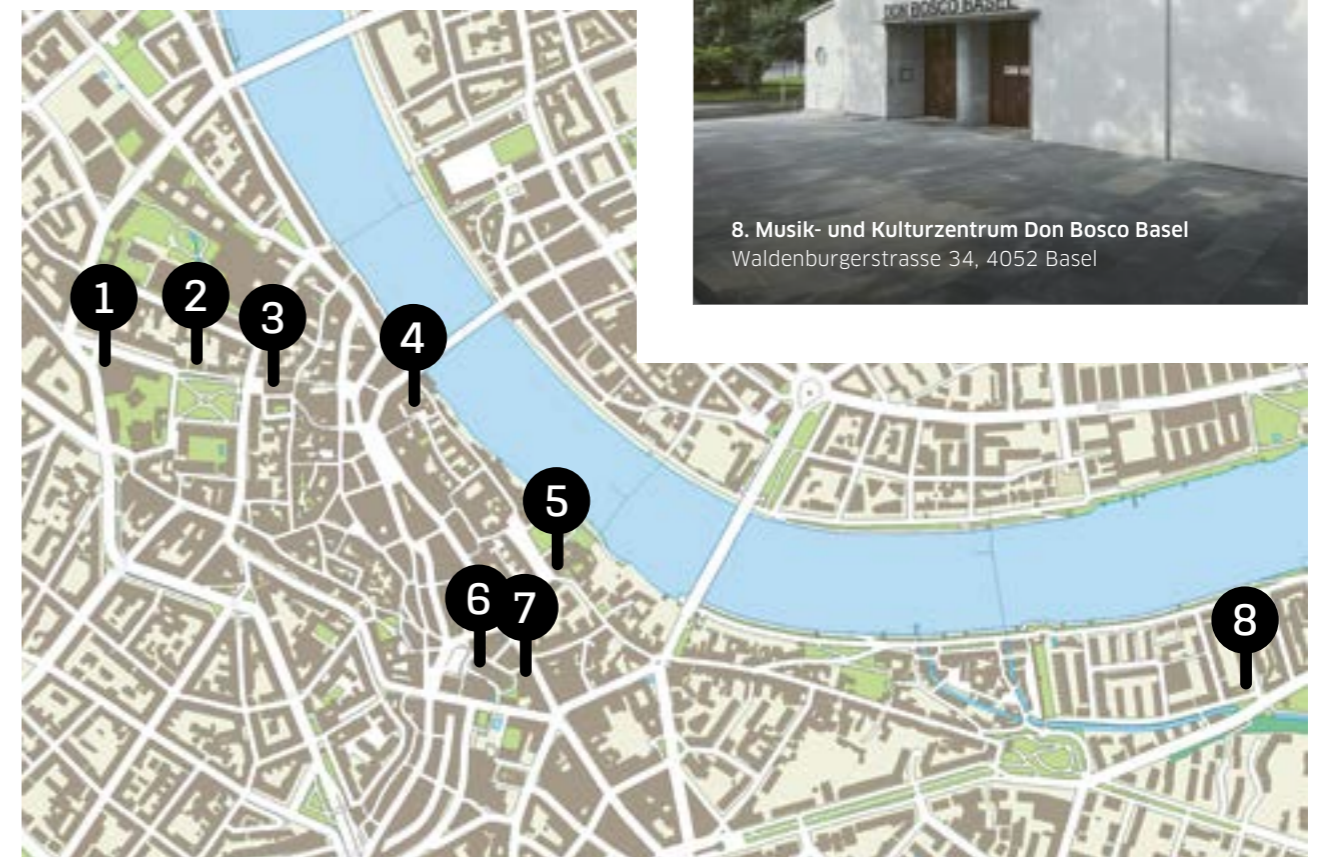 DON BOSCO BASEL
8. Musik- und Kulturzentrum Don Bosco Basel
Waldenburgerstrasse 34, 4052 Basel
1
2
3
4
5
6
7
8